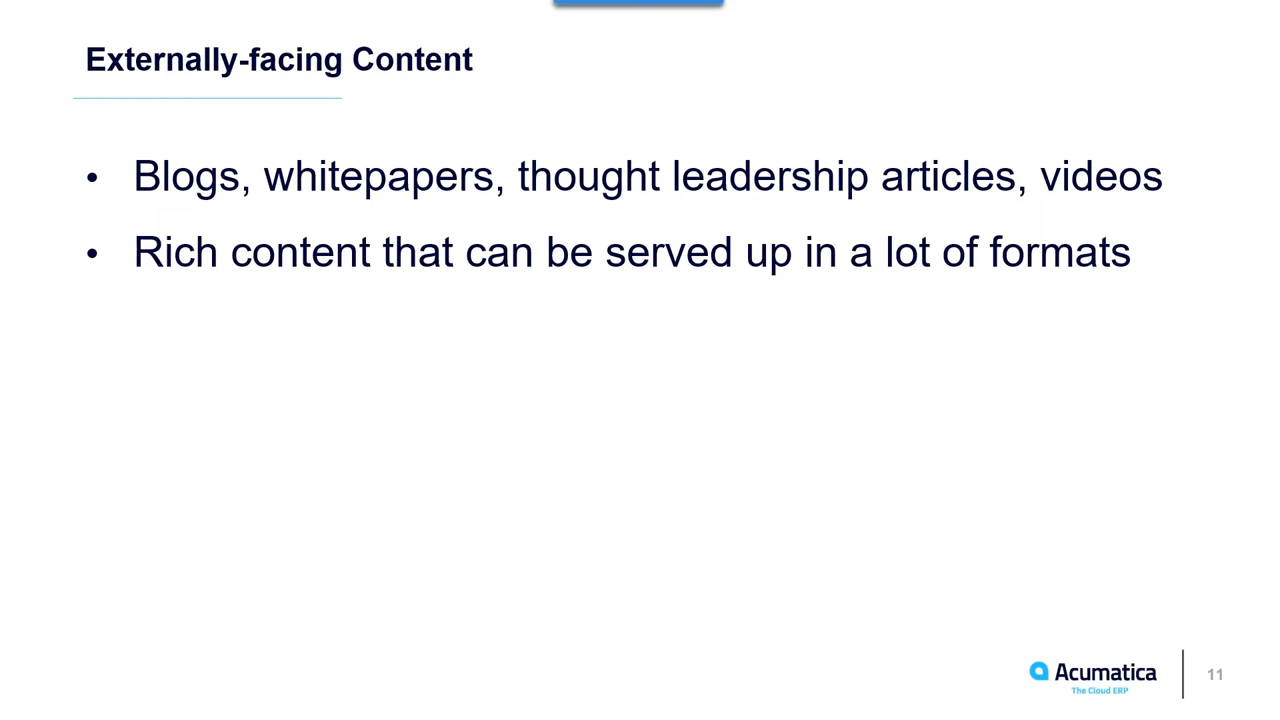 Externally-facing Content
• Blogs, whitepapers, thought leadership articles, videos
• Rich content that can be served up in a lot of formats
Acumatica
The Cloud ERP
11